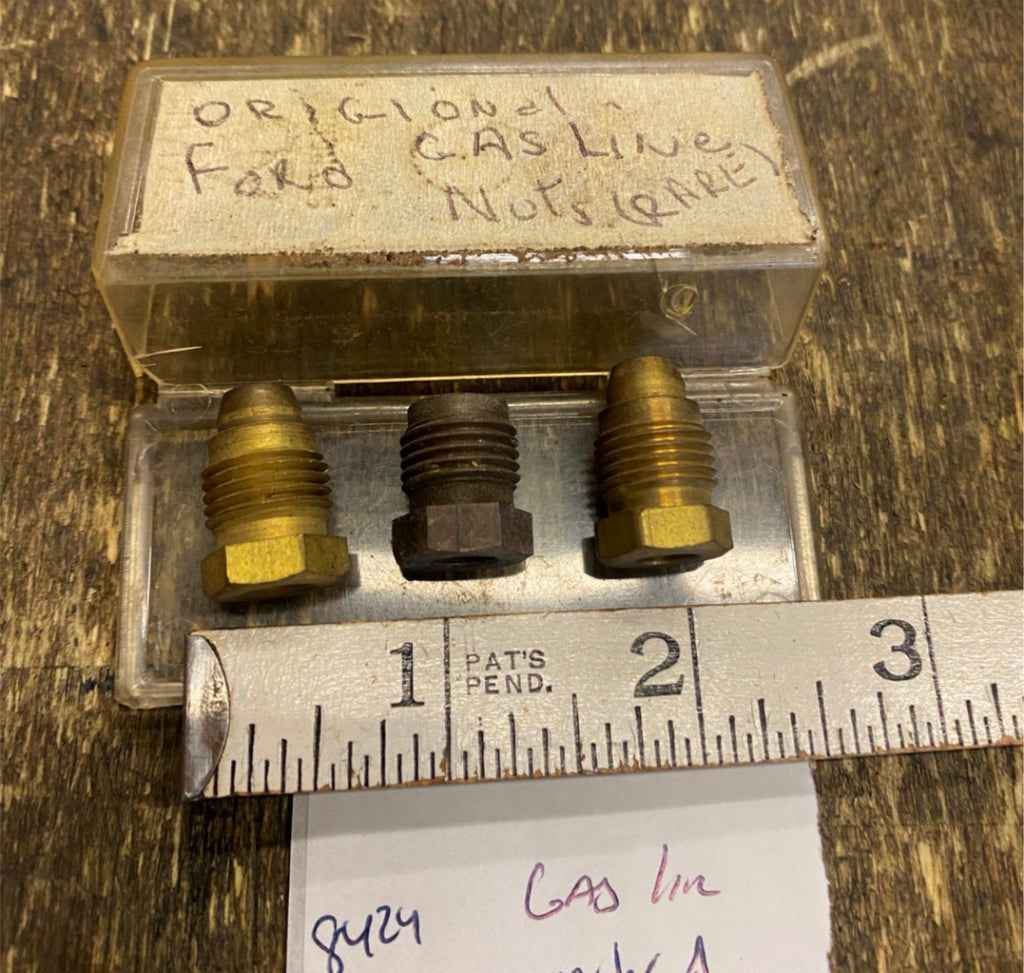 ORIGIONAL
FORD GAS LINE
Nuts (RARE)
1 PAT'S 2 3
PEND.
GAS lin
8424